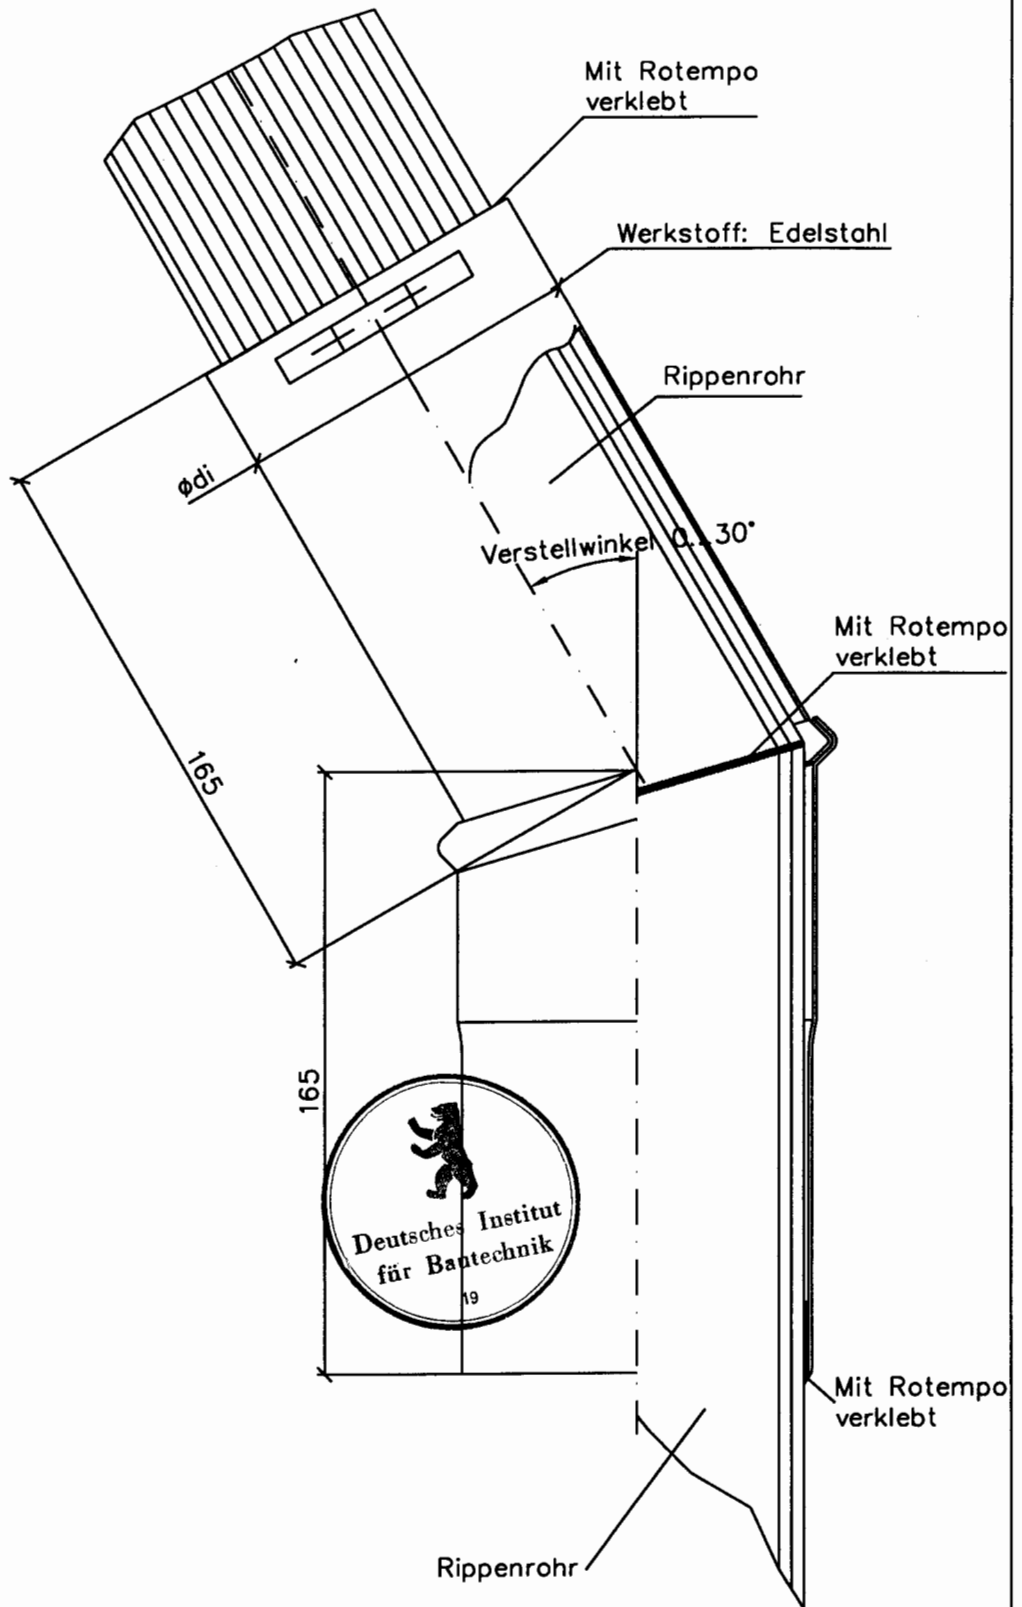 Mit Rotempo
verklebt
Werkstoff: Edelstahl
Rippenrohr
ødi
Verstellwinkel 0...30°
Mit Rotempo
verklebt
165
165
Deutsches Institut
für Bautechnik
19
Mit Rotempo
verklebt
Rippenrohr